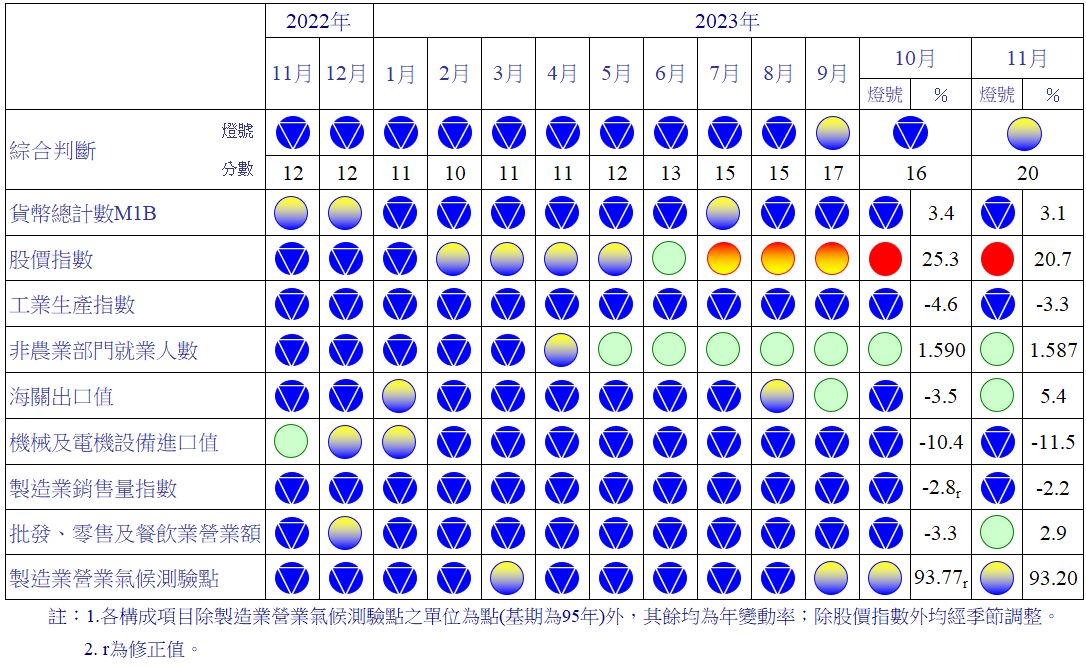 2022年 2023年
11月 12月 1月 2月 3月 4月 5月 6月 7月 8月 9月 10月 11月
燈號 % 燈號 %
綜合判斷 燈號
分數 12 12 11 10 11 11 12 13 15 15 17 16 20
貨幣總計數M1B 3.4 3.1
股價指數 25.3 20.7
工業生產指數 -4.6 -3.3
非農業部門就業人數 1.590 1.587
海關出口值 -3.5 5.4
機械及電機設備進口值 -10.4 -11.5
製造業銷售量指數 -2.8r -2.2
批發、零售及餐飲業營業額 -3.3 2.9
製造業營業氣候測驗點 93.77r 93.20
註：1.各構成項目除製造業營業氣候測驗點之單位為點(基期為95年)外，其餘均為年變動率；除股價指數外均經季節調整。
2. r為修正值。